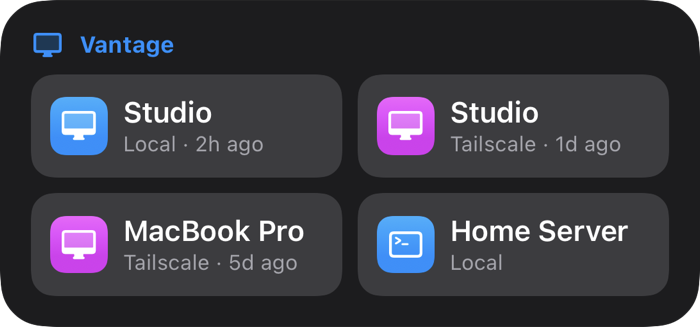 Vantage
Studio
Local · 2h ago
Studio
Tailscale · 1d ago
MacBook Pro
Tailscale · 5d ago
Home Server
Local